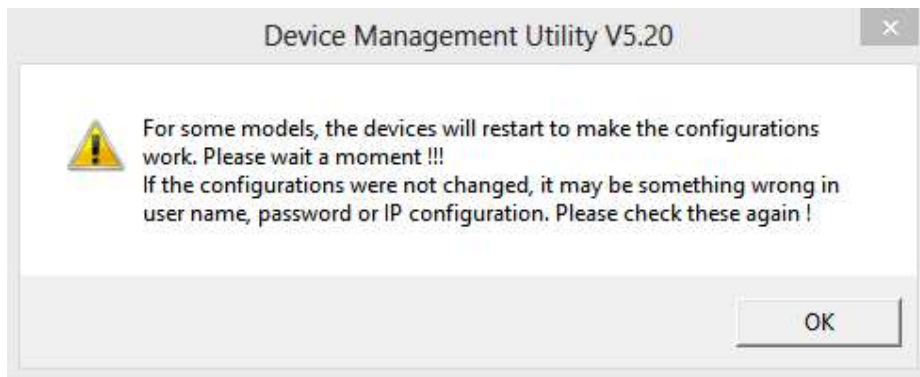 Device Management Utility V5.20
For some models, the devices will restart to make the configurations
work. Please wait a moment !!!
If the configurations were not changed, it may be something wrong in
user name, password or IP configuration. Please check these again !
OK